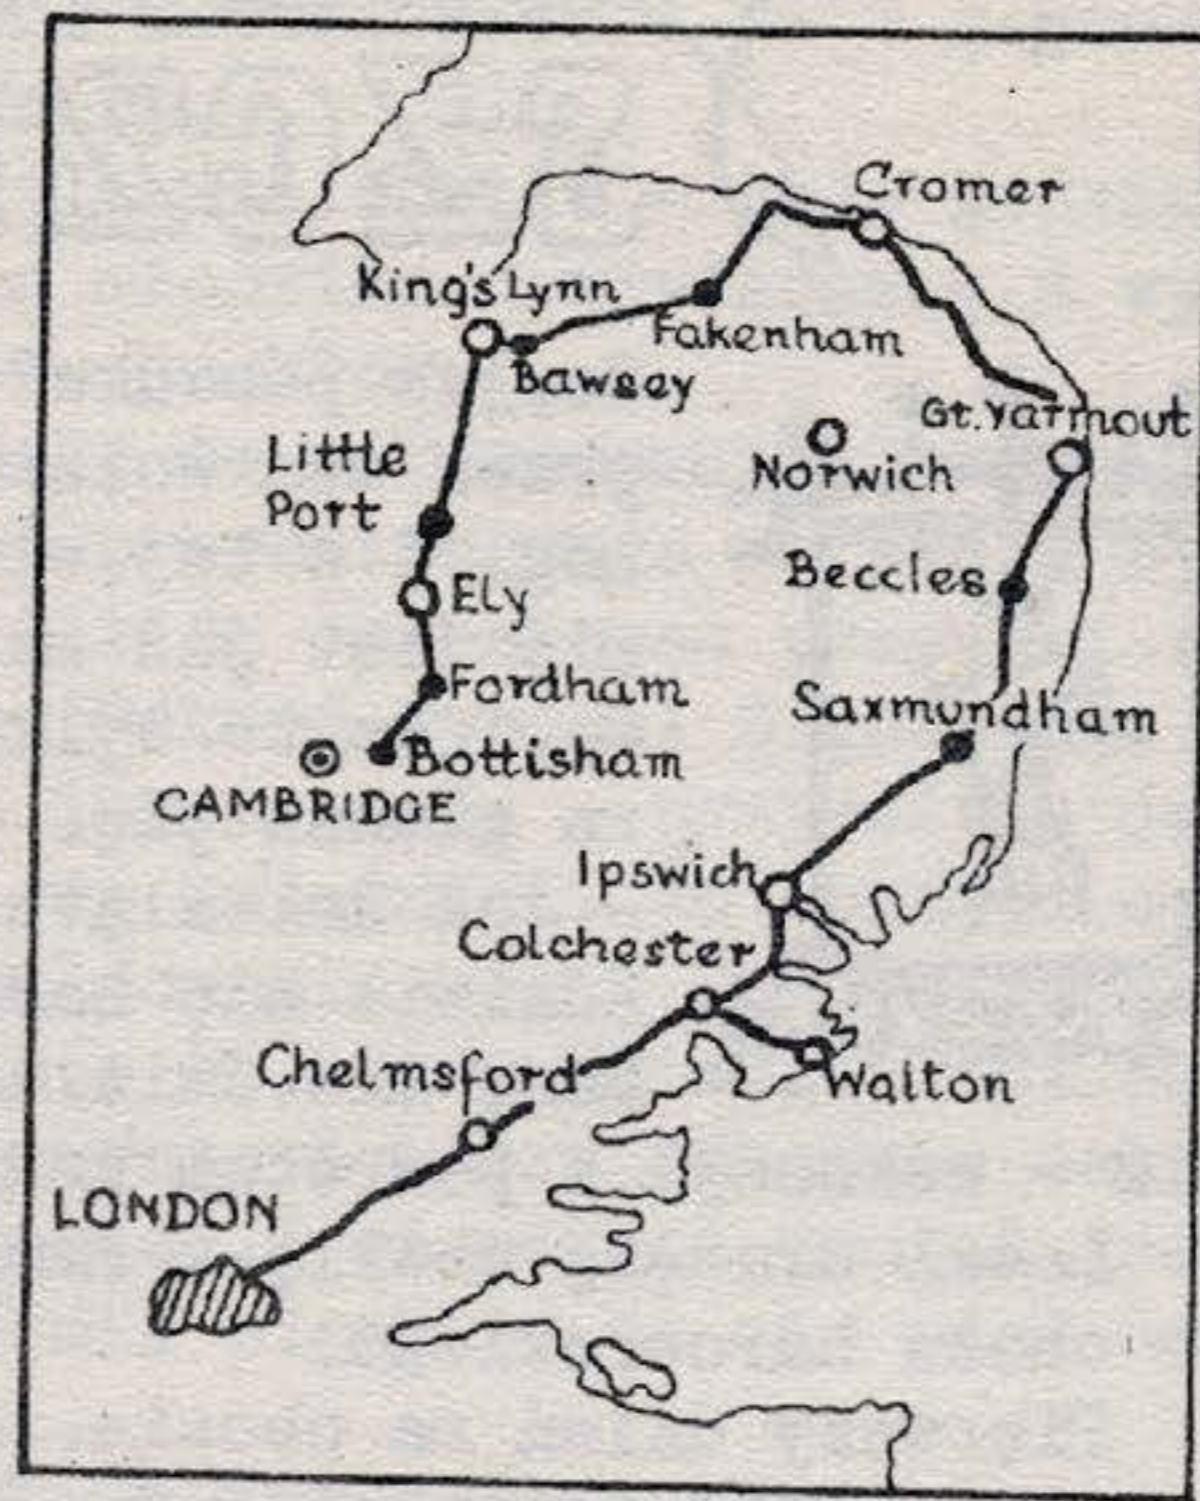 Cromer
King's Lynn
Fakenham
Bawsey
Gt. Yarmout
Norwich
Little
Port
Beccles
Ely
Fordham
Saxmundham
Bottisham
CAMBRIDGE
Ipswich
Colchester
Chelmsford
Walton
LONDON